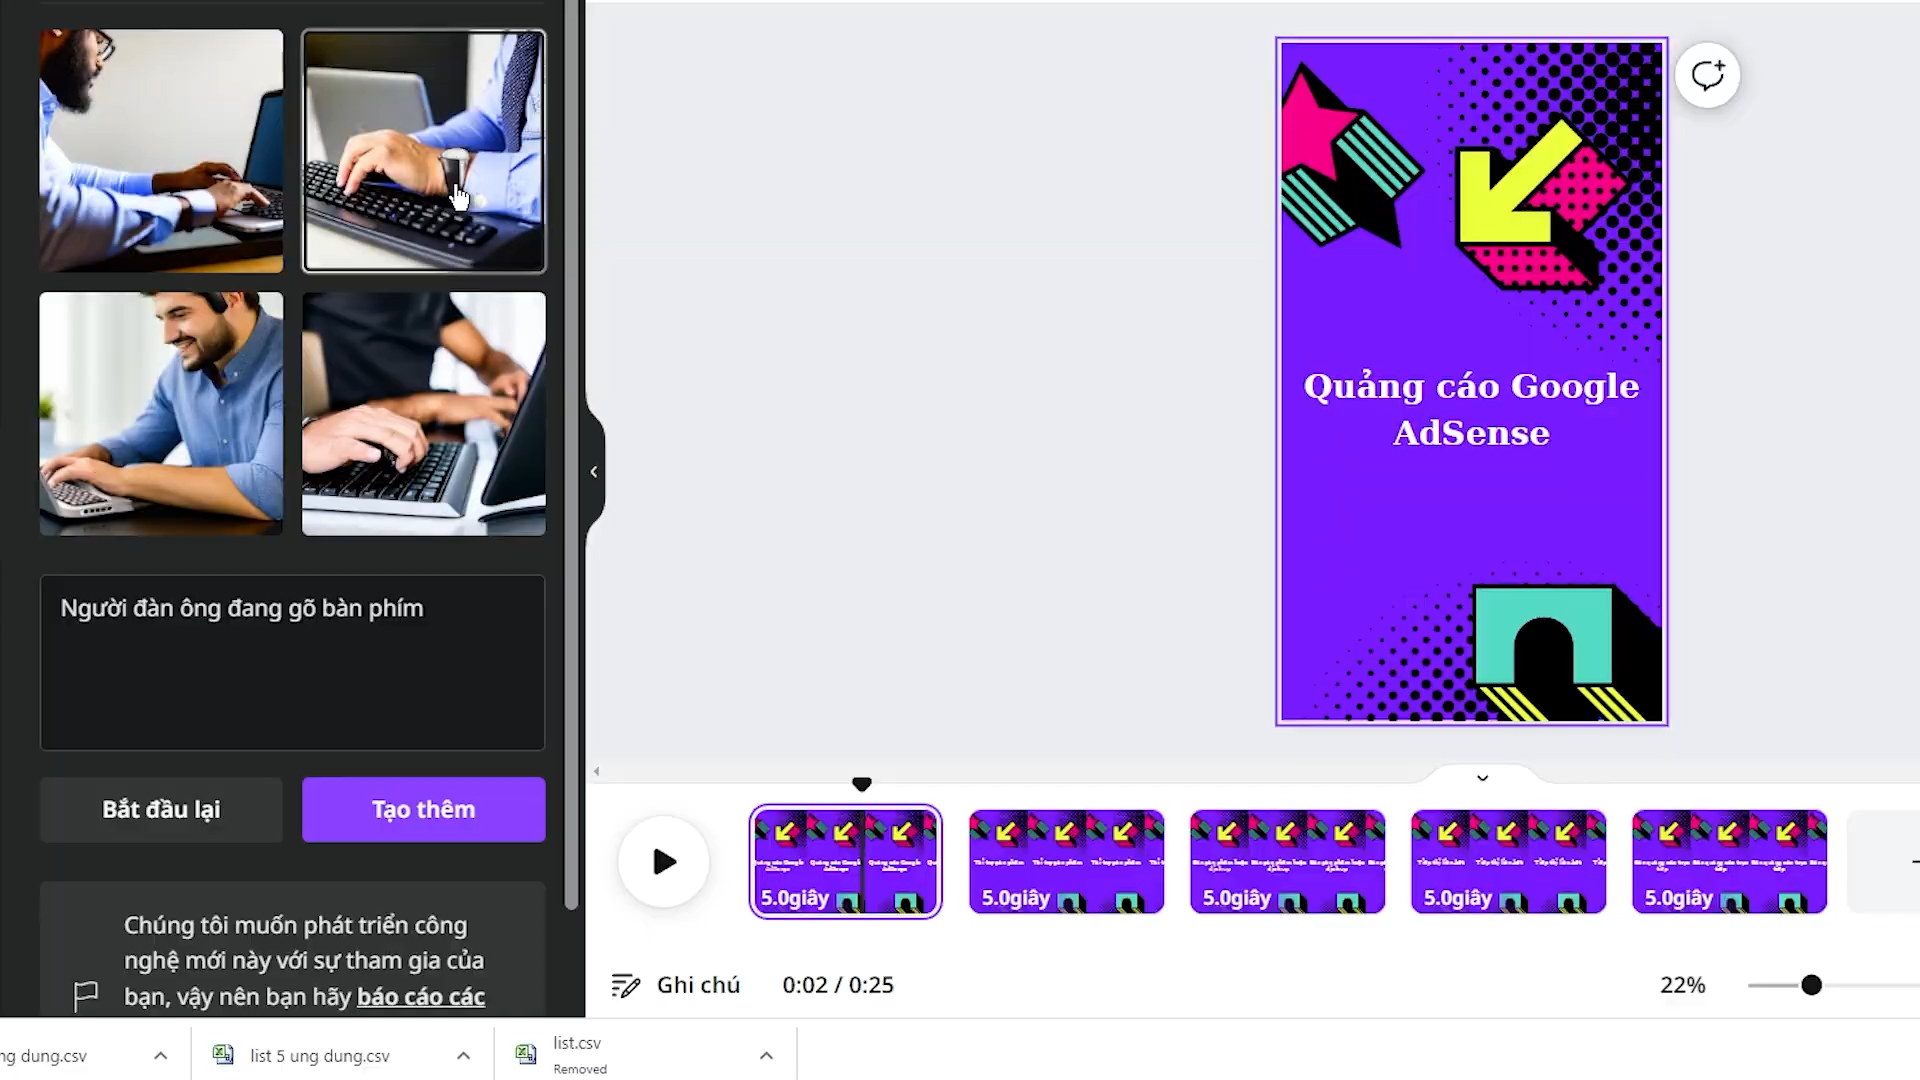 Quảng cáo Google
AdSense
Người đàn ông đang gõ bàn phím
Bắt đầu lại
Tạo thêm
Chúng tôi muốn phát triển công
nghệ mới này với sự tham gia của
bạn, vậy nên bạn hãy báo cáo các
5.0giây
5.0giây
5.0giây
5.0giây
5.0giây
Ghi chú
0:02 / 0:25
22%
ng dung.csv
list 5 ung dung.csv
list.csv
Removed